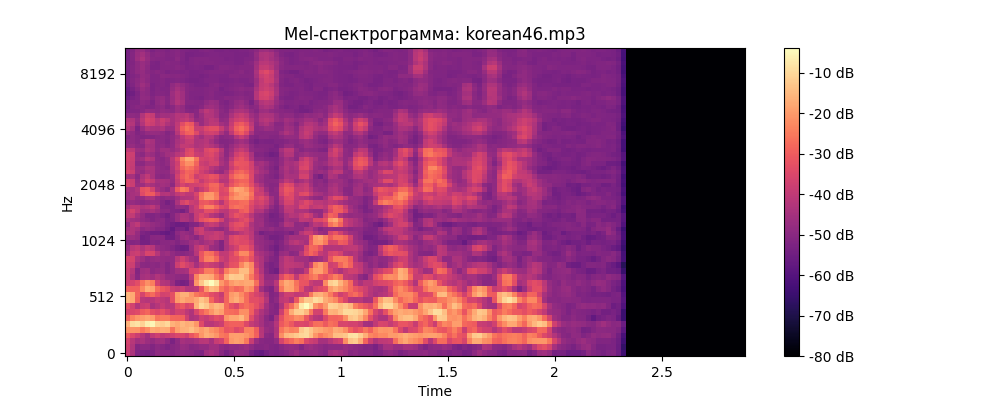 Mel-спектрограмма: korean46.mp3
8192
4096
2048
1024
512
0
Hz
0 0.5 1 1.5 2 2.5
Time
-10 dB
-20 dB
-30 dB
-40 dB
-50 dB
-60 dB
-70 dB
-80 dB